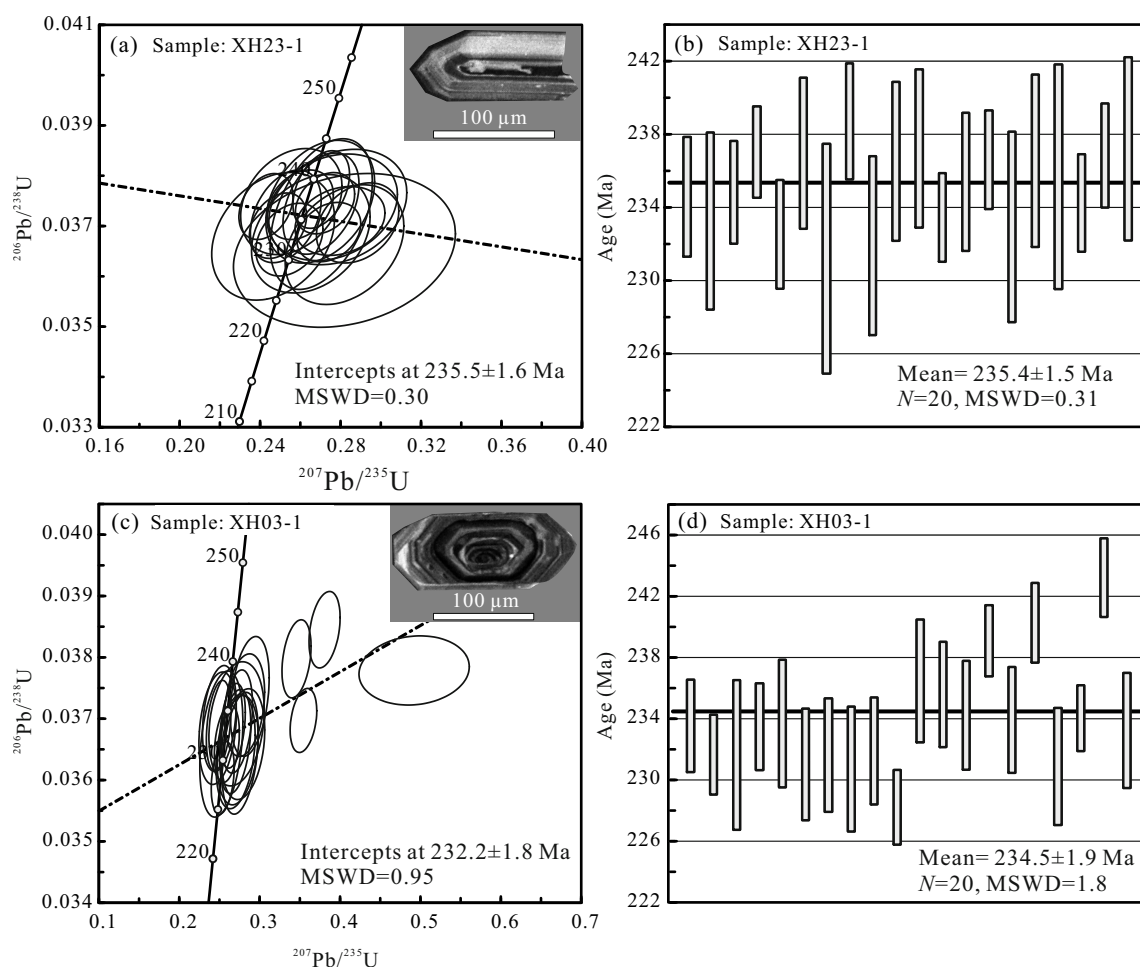 (a) Sample: XH23-1
0.041
0.039
0.037
0.035
0.033
²⁰⁶Pb/²³⁸U
250
240
230
220
210
100 µm
Intercepts at 235.5±1.6 Ma
MSWD=0.30
0.16
0.20
0.24
0.28
0.32
0.36
0.40
²⁰⁷Pb/²³⁵U
(b) Sample: XH23-1
242
238
234
230
226
222
Age (Ma)
Mean= 235.4±1.5 Ma
N=20, MSWD=0.31
(c) Sample: XH03-1
0.040
0.039
0.038
0.037
0.036
0.035
0.034
²⁰⁶Pb/²³⁸U
250
240
230
220
100 µm
Intercepts at 232.2±1.8 Ma
MSWD=0.95
0.1
0.2
0.3
0.4
0.5
0.6
0.7
²⁰⁷Pb/²³⁵U
(d) Sample: XH03-1
246
242
238
234
230
226
222
Age (Ma)
Mean= 234.5±1.9 Ma
N=20, MSWD=1.8